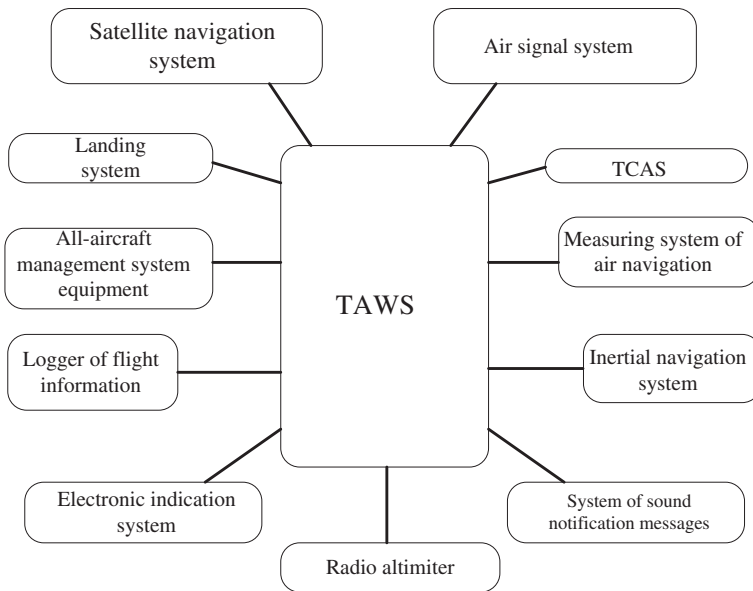 Satellite navigation
system
Air signal system
Landing
system
TCAS
All-aircraft
management system
equipment
Measuring system of
air navigation
TAWS
Logger of flight
information
Inertial navigation
system
Electronic indication
system
System of sound
notification messages
Radio altimiter